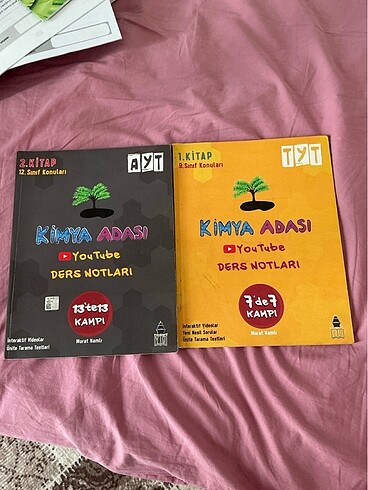 2.KİTAP
12. Sınıf Konuları
AYT
KİMYA ADASI
YouTube
DERS NOTLARI
13'te13
KAMPI
İnteraktif Videolar
Ünite Tarama Testleri
Murat Hamlı
1.KİTAP
9.Sınıf Konuları
TYT
KİMYA ADASI
YouTube
DERS NOTLARI
7'de7
KAMPI
İnteraktif Videolar
Yeni Nesil Sorular
Ünite Tarama Testleri
Murat Hamlı